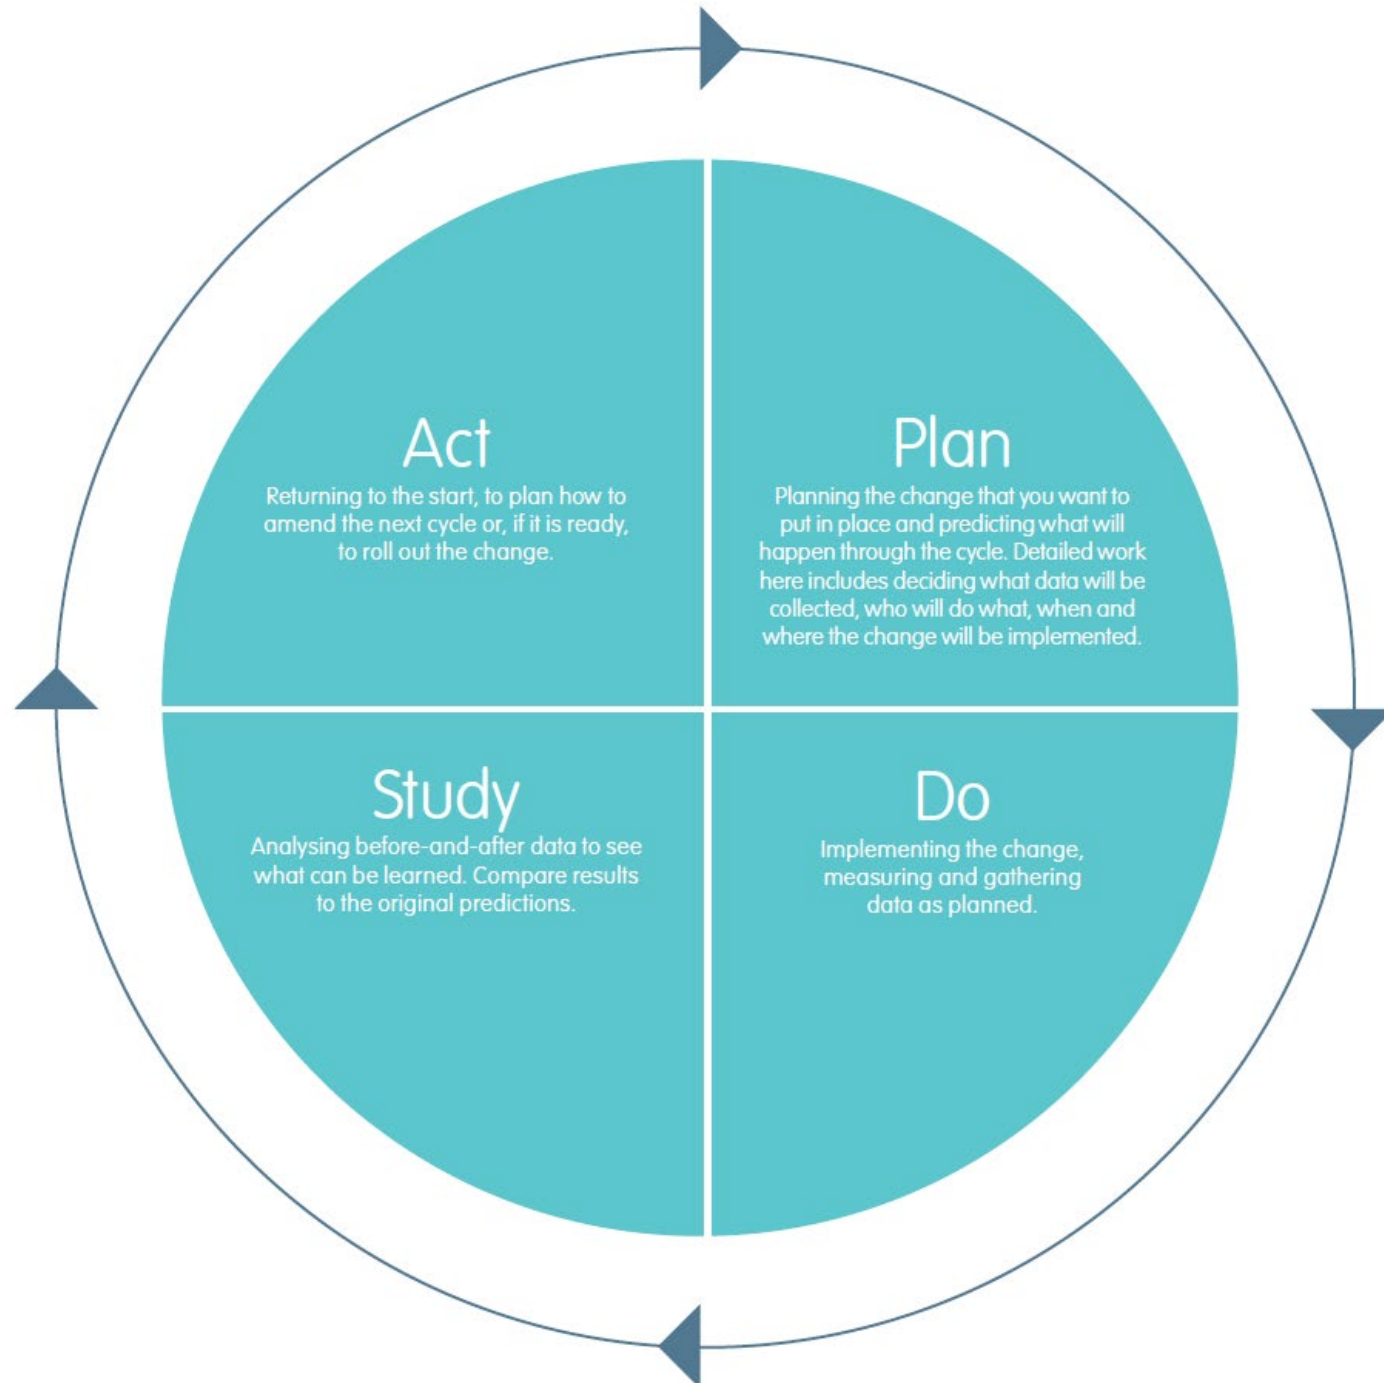 Act
Returning to the start, to plan how to
amend the next cycle or, if it is ready,
to roll out the change.
Plan
Planning the change that you want to
put in place and predicting what will
happen through the cycle. Detailed work
here includes deciding what data will be
collected, who will do what, when and
where the change will be implemented.
Study
Analysing before-and-after data to see
what can be learned. Compare results
to the original predictions.
Do
Implementing the change,
measuring and gathering
data as planned.